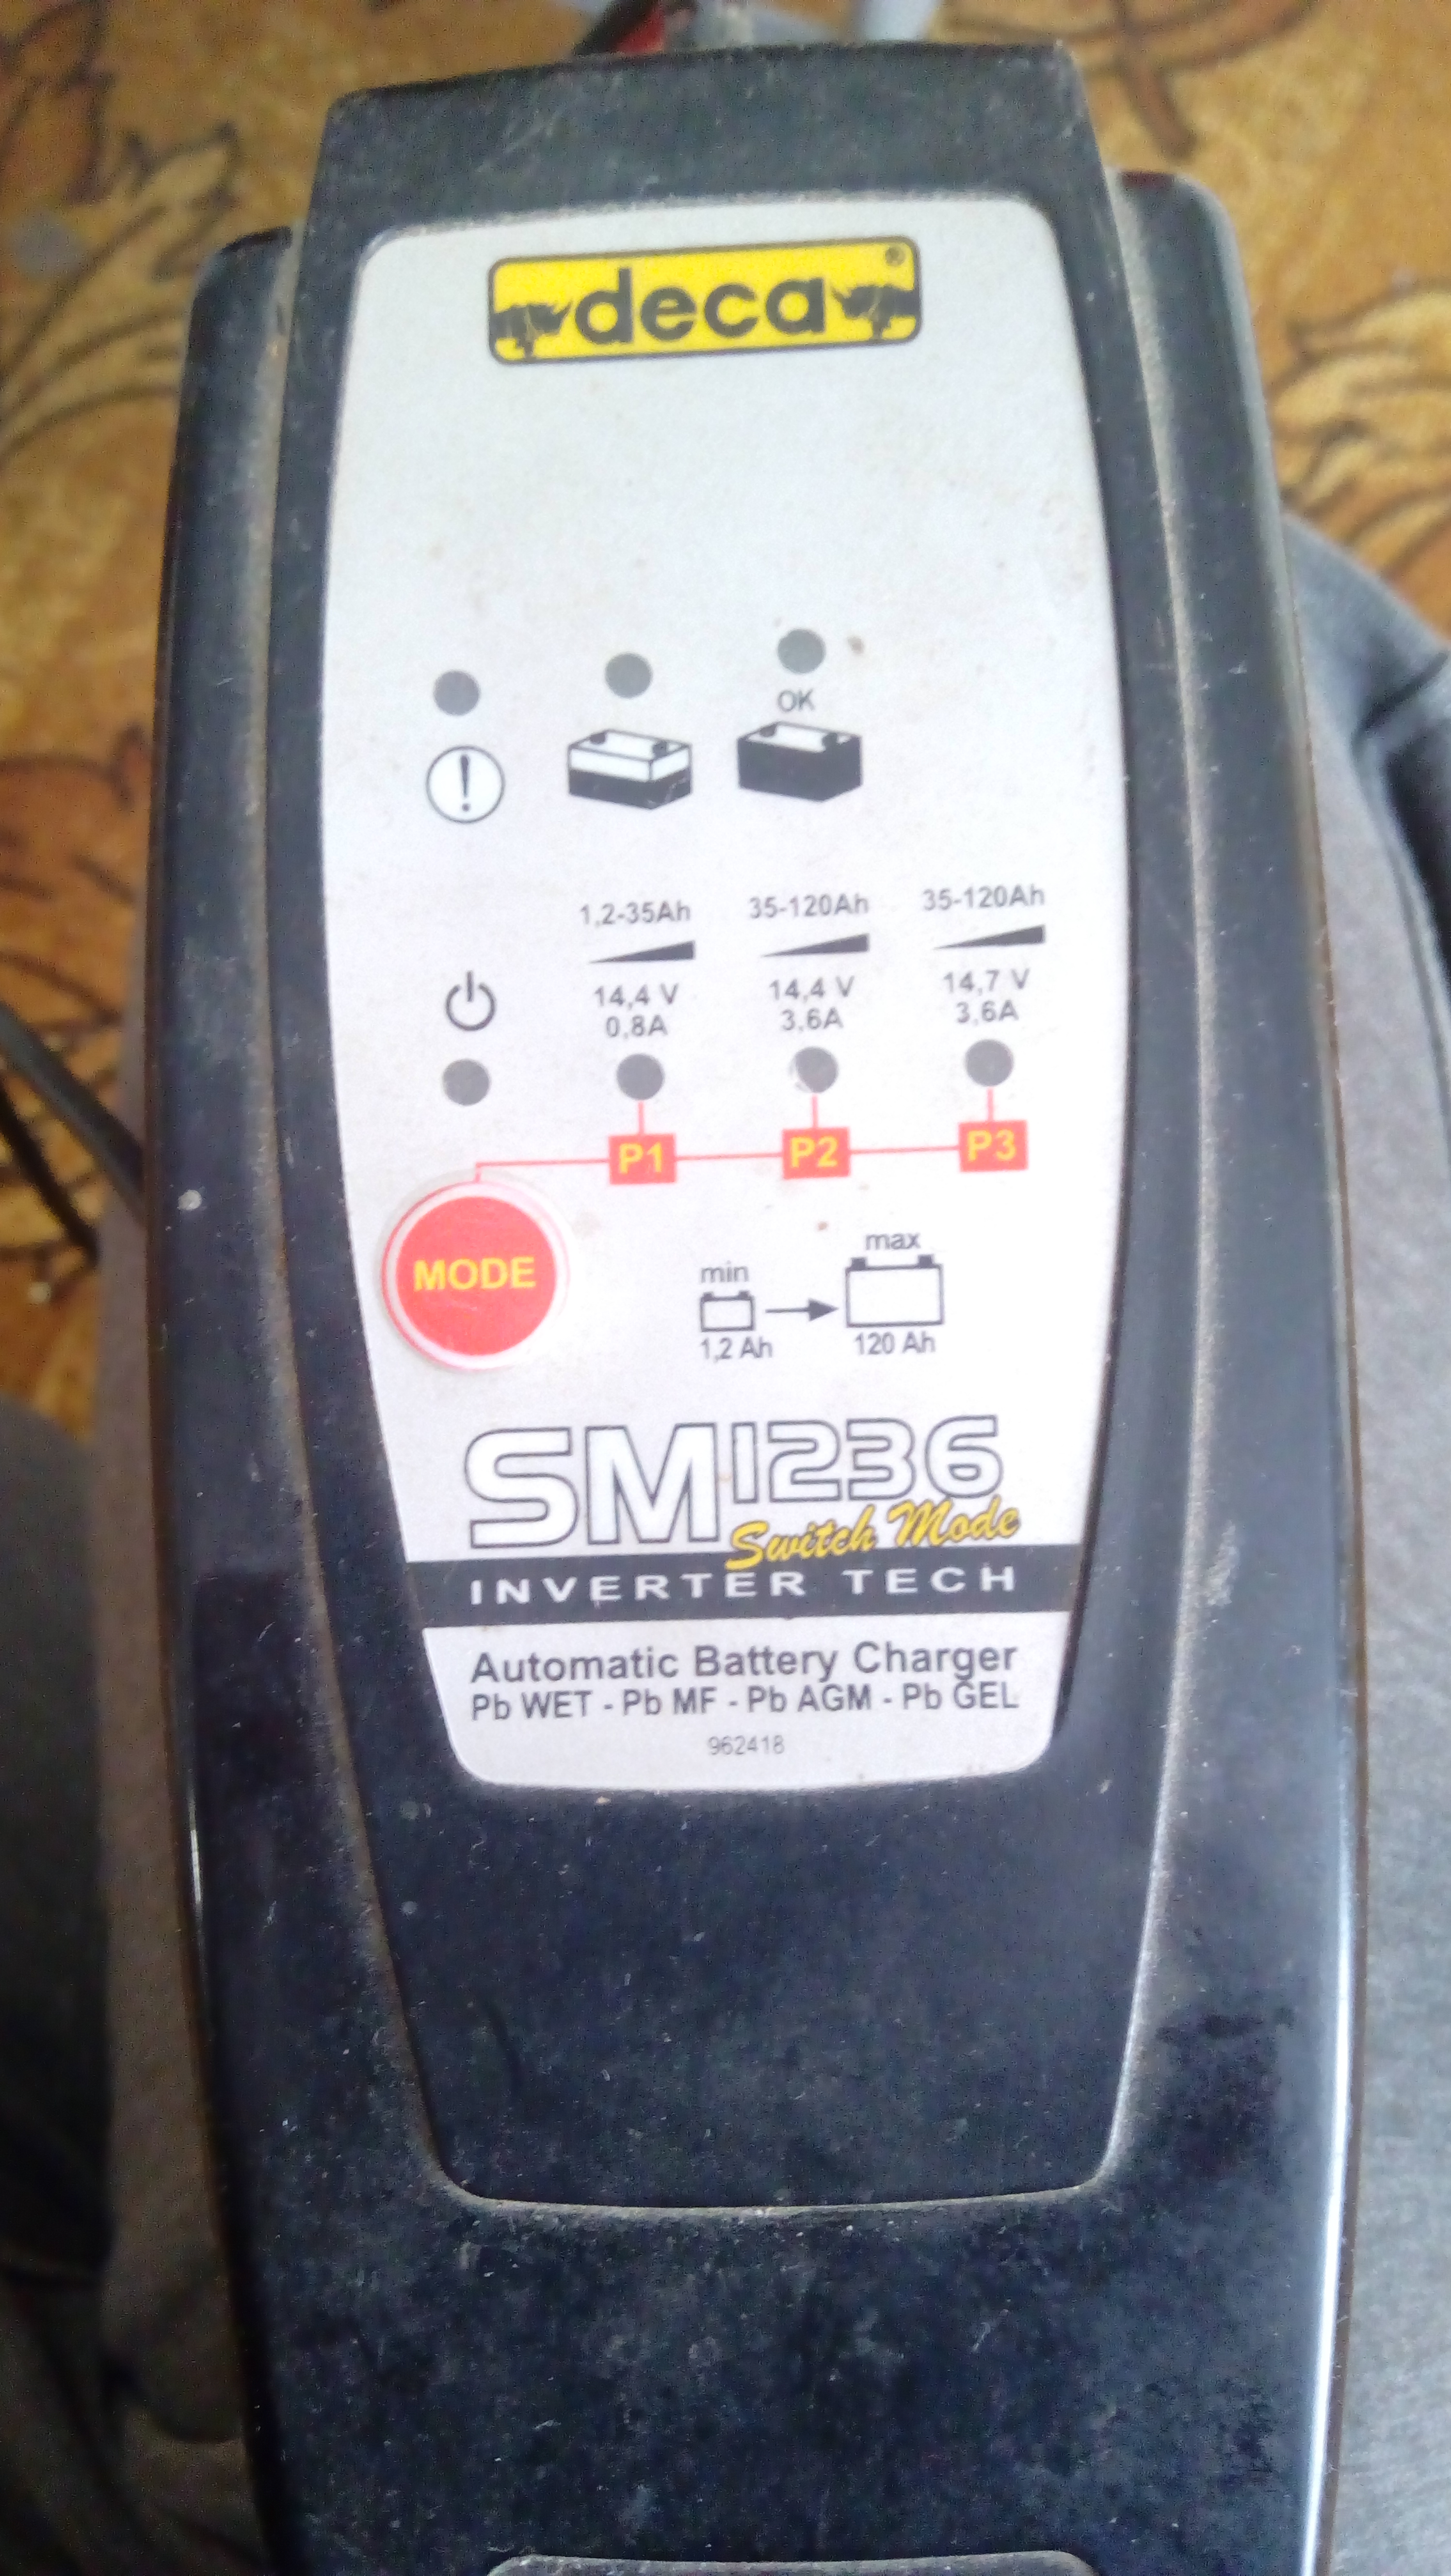 deca®
OK
1,2-35Ah 35-120Ah 35-120Ah
14,4 V 14,4 V 14,7 V
0,8A 3,6A 3,6A
P1 P2 P3
MODE
min max
1,2 Ah 120 Ah
SM1236
Switch Mode
INVERTER TECH
Automatic Battery Charger
Pb WET - Pb MF - Pb AGM - Pb GEL
962418